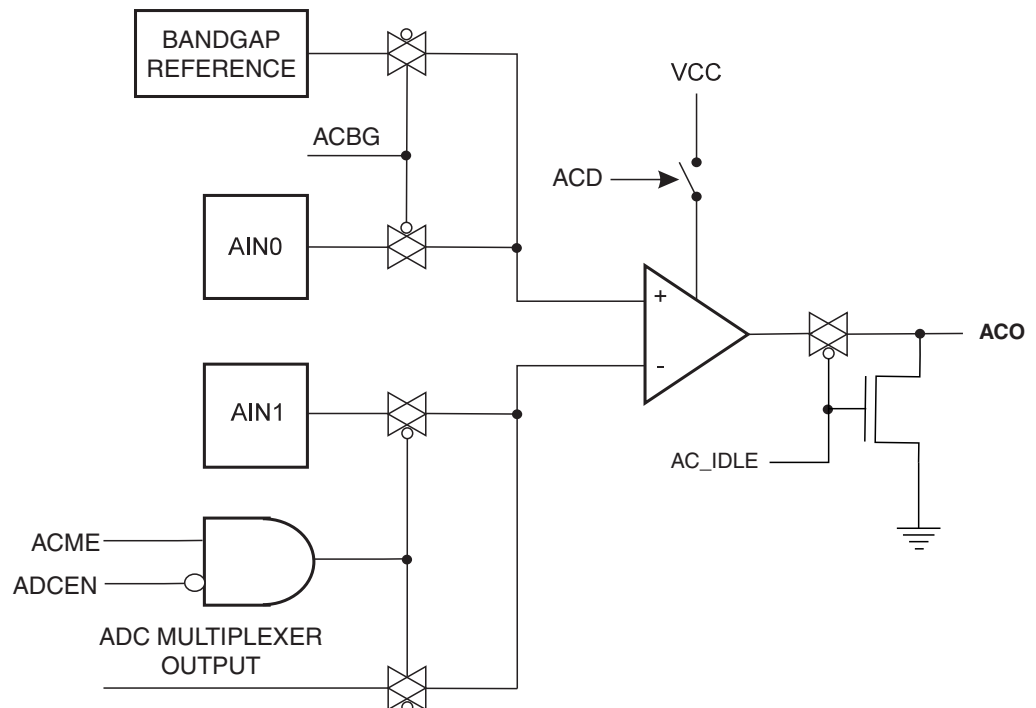 BANDGAP
REFERENCE
VCC
ACBG
ACD
AIN0
+
ACO
-
AIN1
AC_IDLE
ACME
ADCEN
ADC MULTIPLEXER
OUTPUT